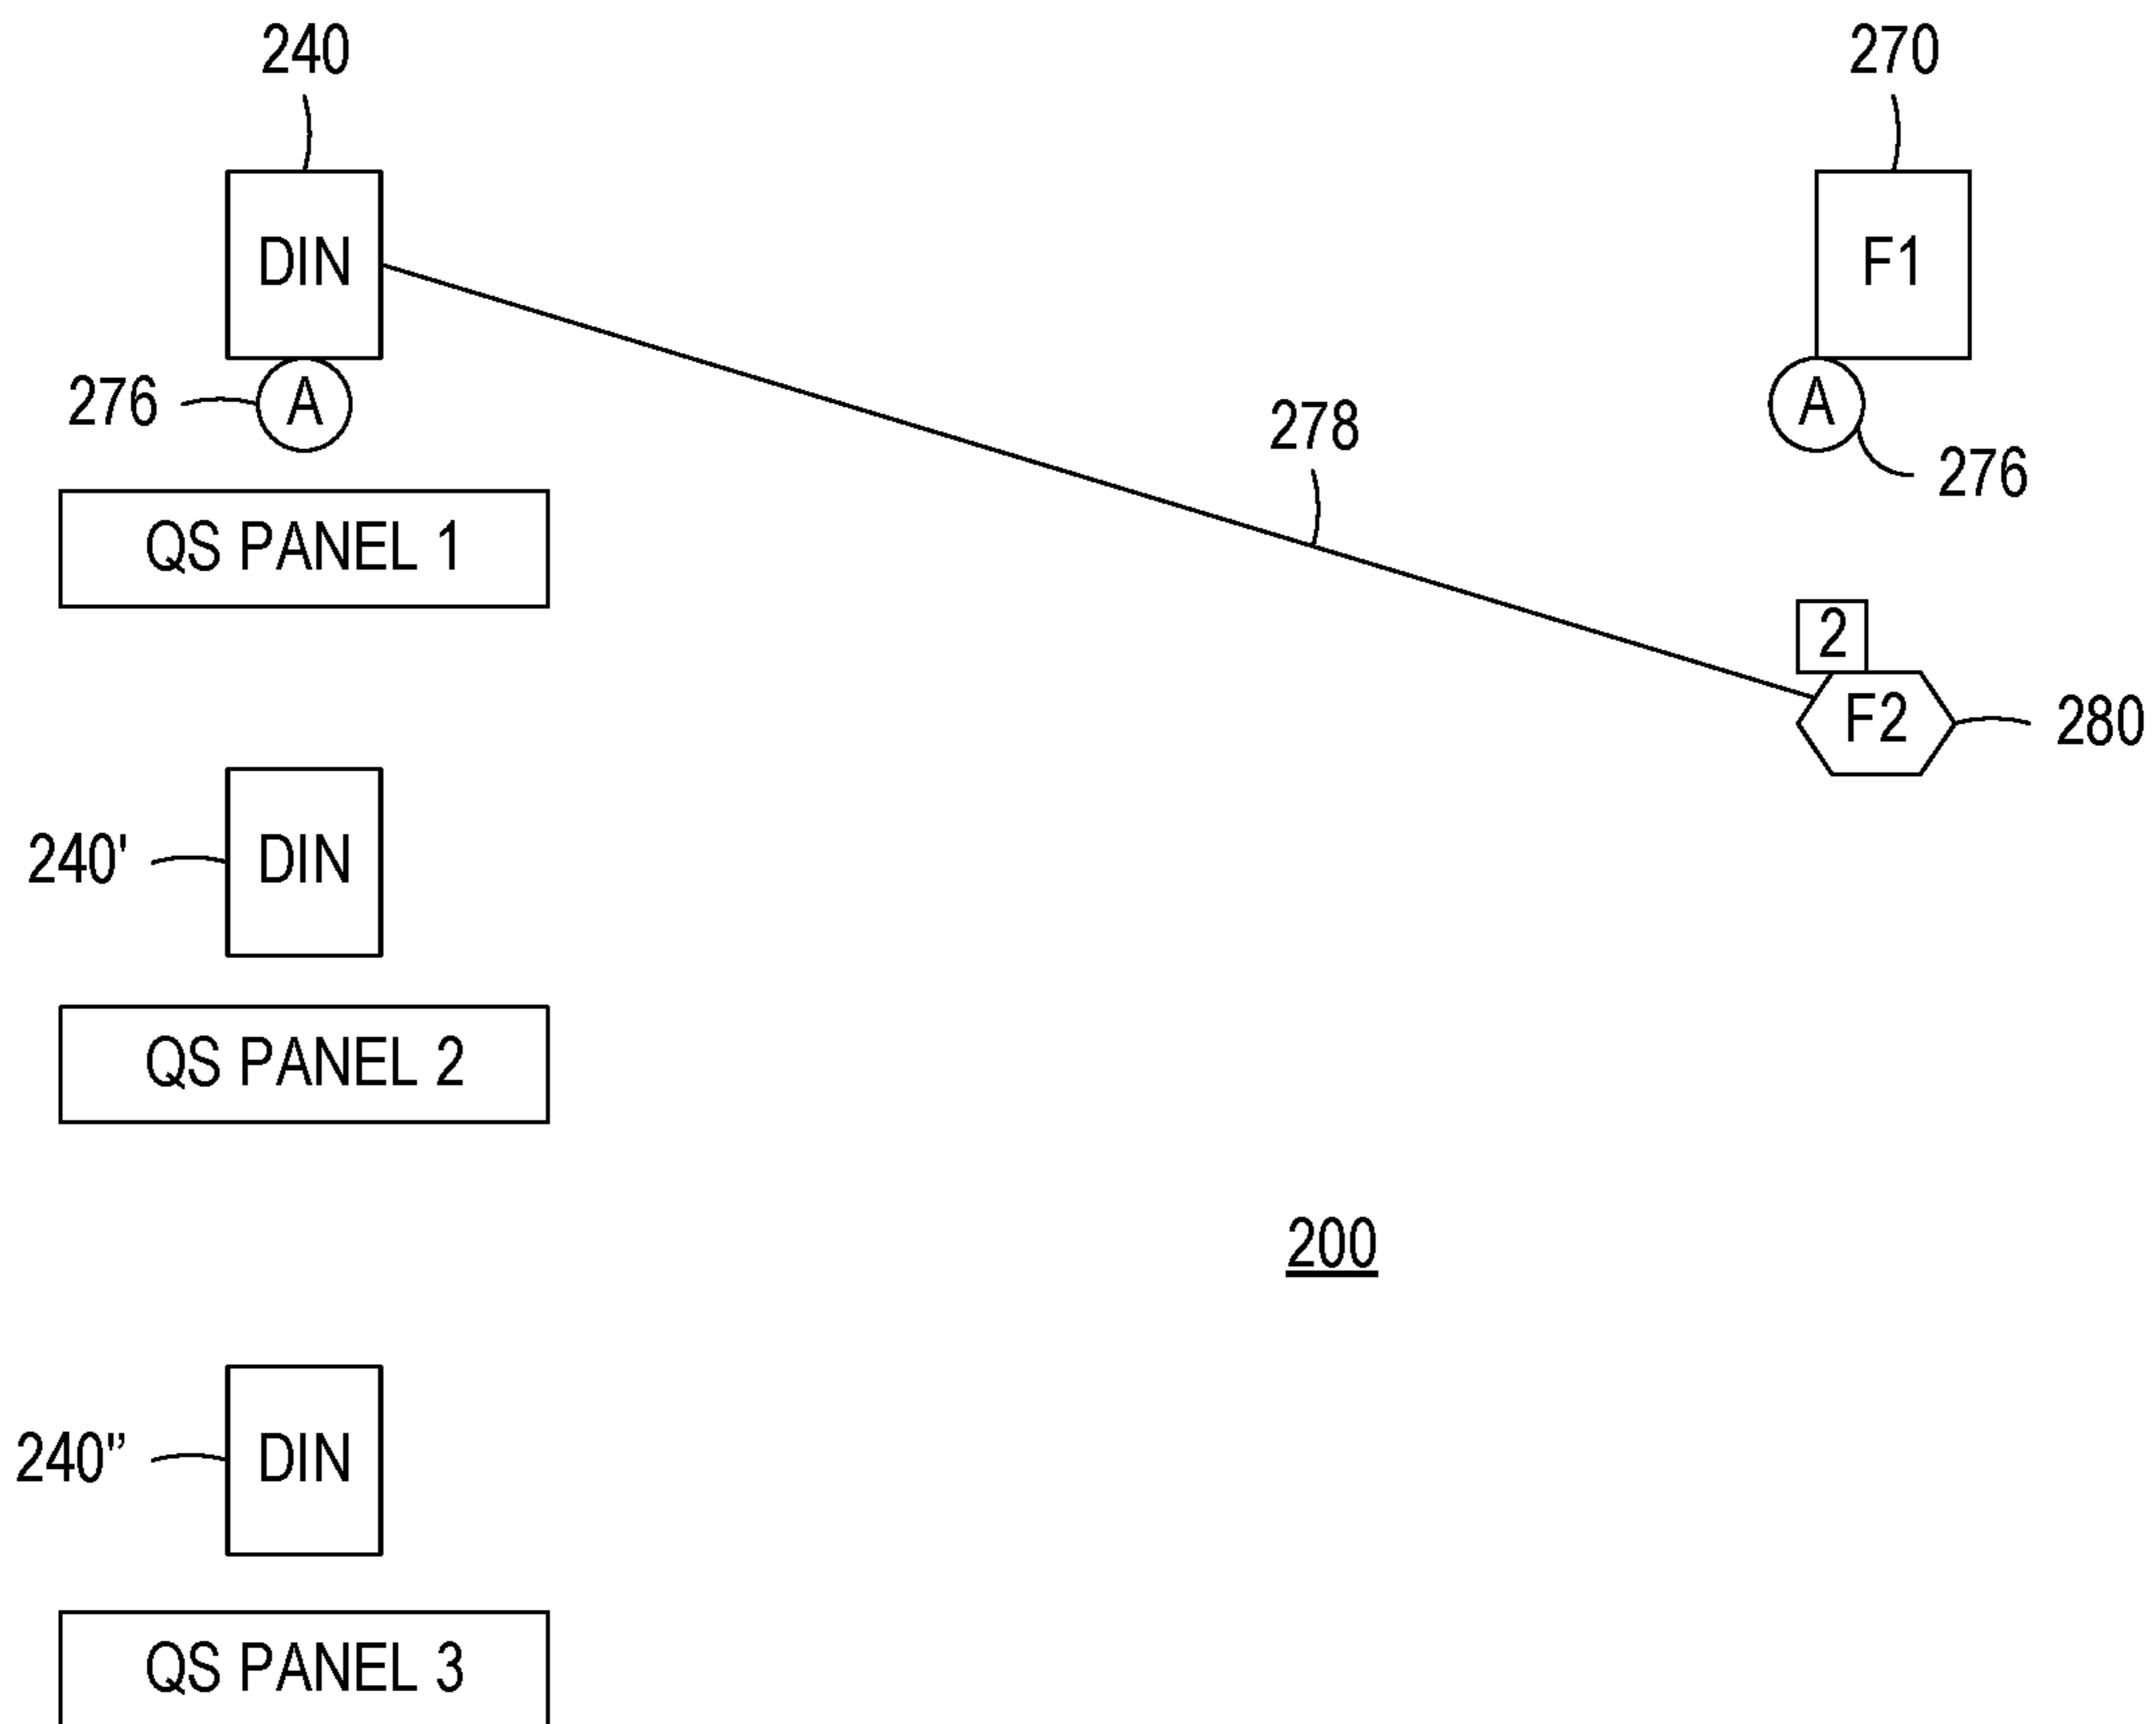 240
270
DIN
F1
276
A
278
A
276
QS PANEL 1
2
F2
280
240'
DIN
QS PANEL 2
200
240"
DIN
QS PANEL 3